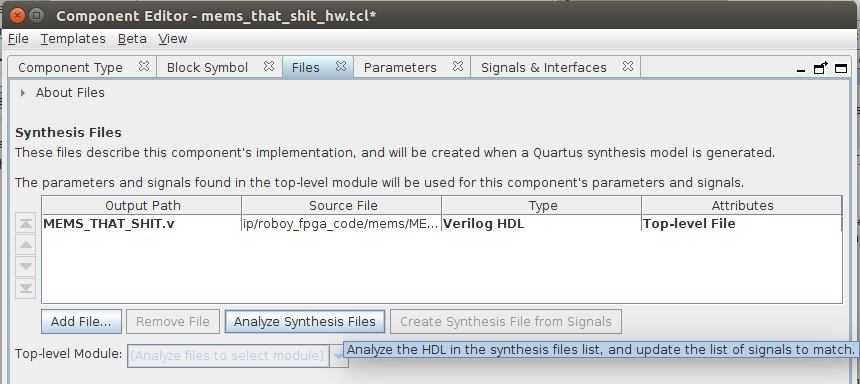 Component Editor - mems_that_shit_hw.tcl*
File Templates Beta View
Component Type Block Symbol Files Parameters Signals & Interfaces
About Files
Synthesis Files
These files describe this component's implementation, and will be created when a Quartus synthesis model is generated.
The parameters and signals found in the top-level module will be used for this component's parameters and signals.
Output Path Source File Type Attributes
MEMS_THAT_SHIT.v ip/roboy_fpga_code/mems/ME... Verilog HDL Top-level File
Add File... Remove File Analyze Synthesis Files Create Synthesis File from Signals
Top-level Module: (Analyze files to select module)
Analyze the HDL in the synthesis files list, and update the list of signals to match.